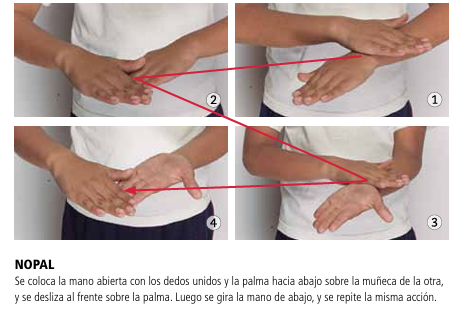 2
1
4
3
NOPAL
Se coloca la mano abierta con los dedos unidos y la palma hacia abajo sobre la muñeca de la otra,
y se desliza al frente sobre la palma. Luego se gira la mano de abajo, y se repite la misma acción.